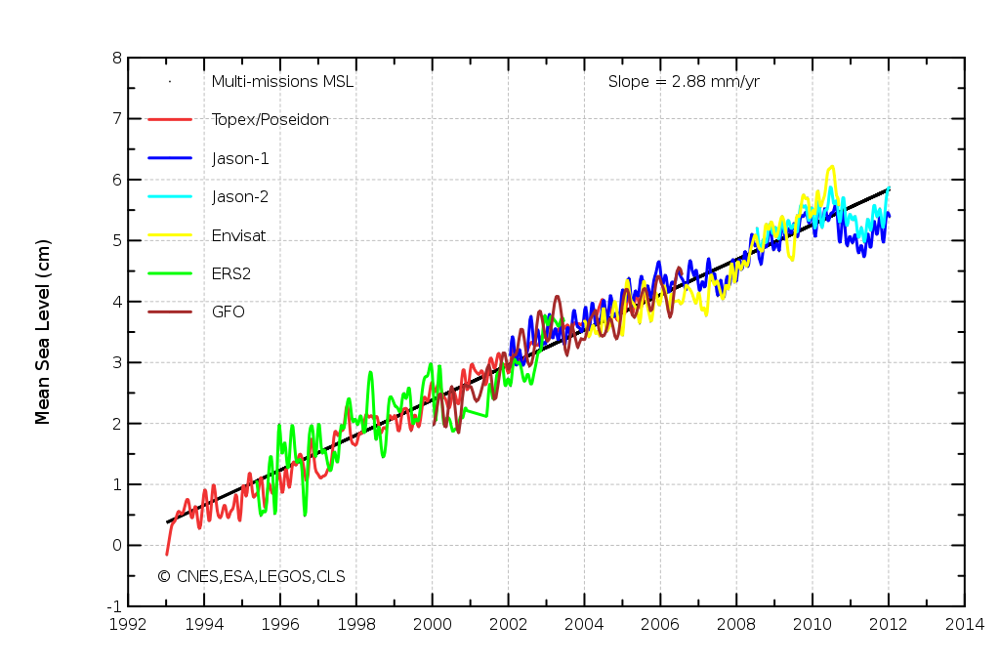 Multi-missions MSL
Slope = 2.88 mm/yr
Topex/Poseidon
Jason-1
Jason-2
Envisat
ERS2
GFO
Mean Sea Level (cm)
8
7
6
5
4
3
2
1
0
-1
© CNES,ESA,LEGOS,CLS
1992 1994 1996 1998 2000 2002 2004 2006 2008 2010 2012 2014